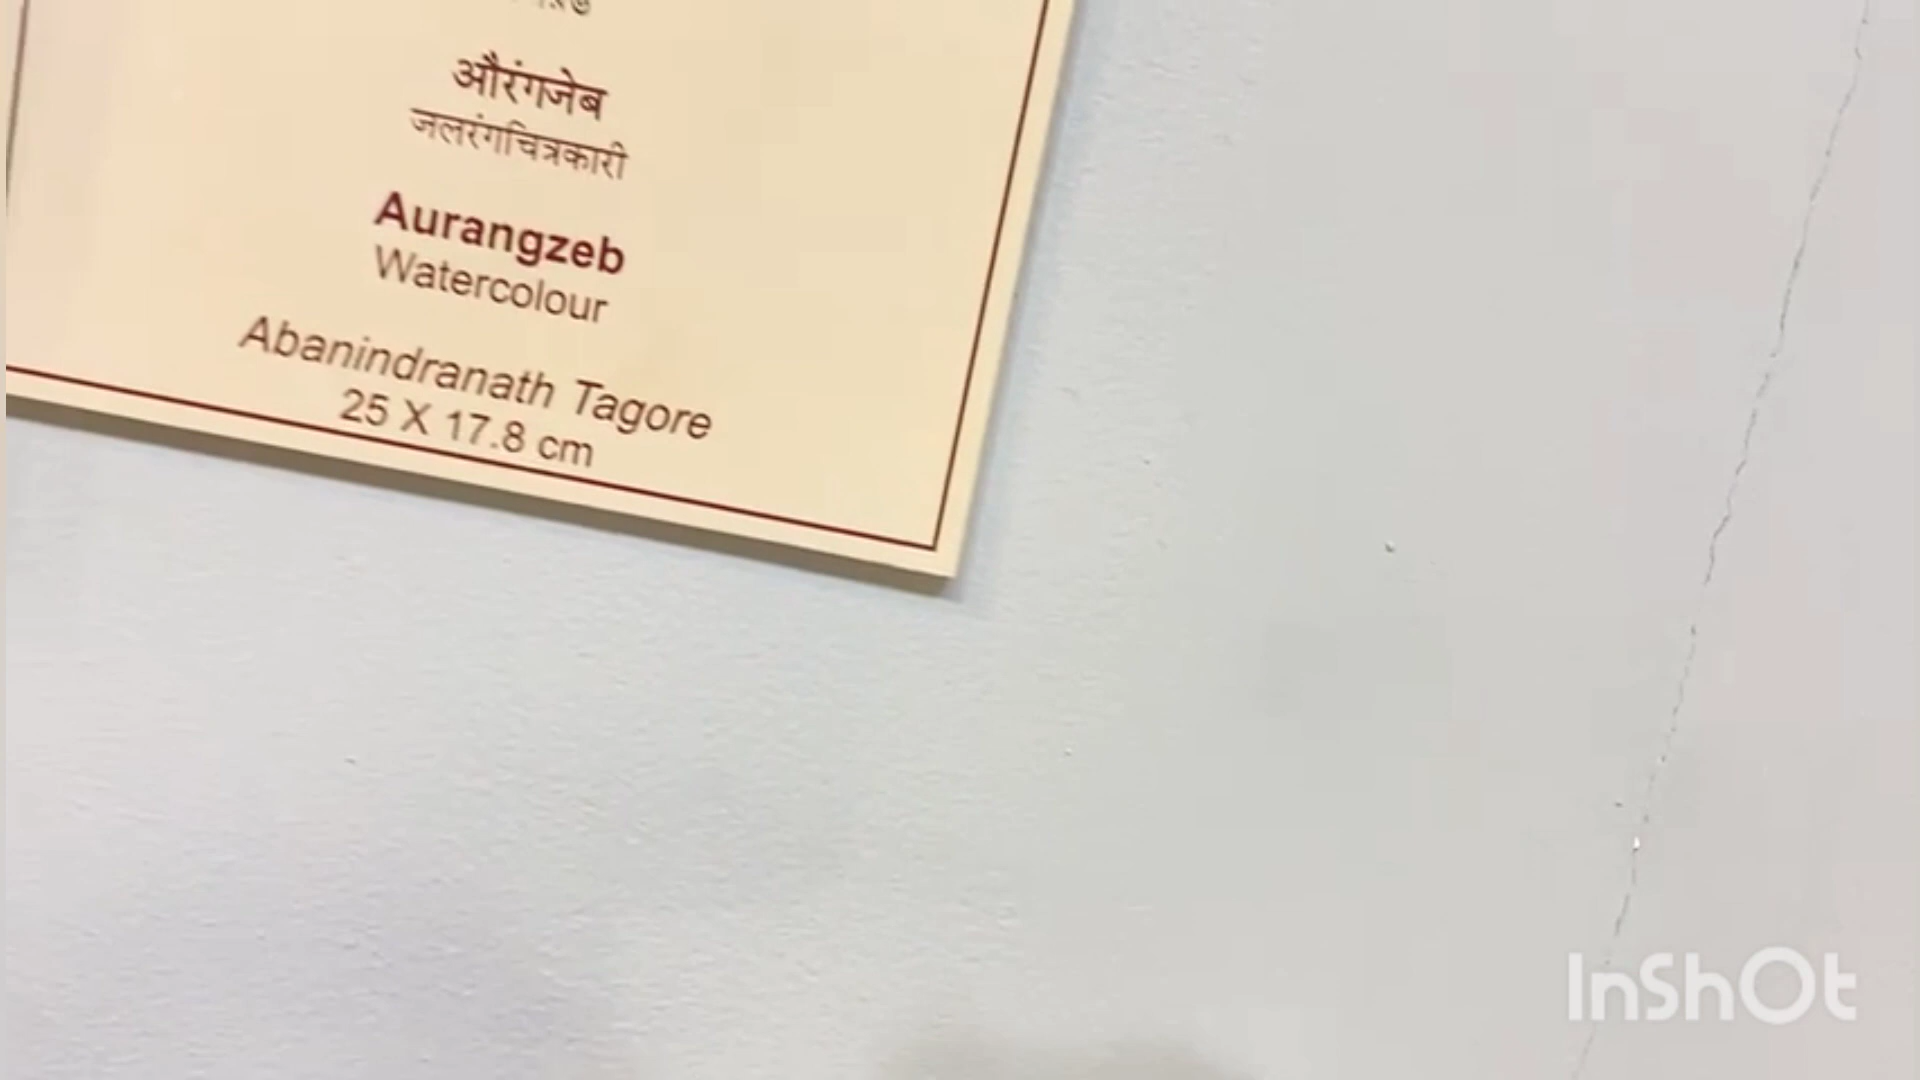 औरंगजेब
जलरंगचित्रकारी
Aurangzeb
Watercolour
Abanindranath Tagore
25 X 17.8 cm
InShOt